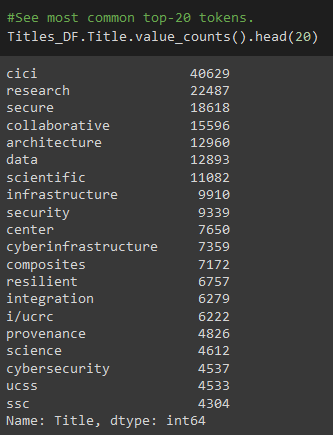 #See most common top-20 tokens.
Titles_DF.Title.value_counts().head(20)
cici 40629
research 22487
secure 18618
collaborative 15596
architecture 12960
data 12893
scientific 11082
infrastructure 9910
security 9339
center 7650
cyberinfrastructure 7359
composites 7172
resilient 6757
integration 6279
i/ucrc 6222
provenance 4826
science 4612
cybersecurity 4537
ucss 4533
ssc 4304
Name: Title, dtype: int64